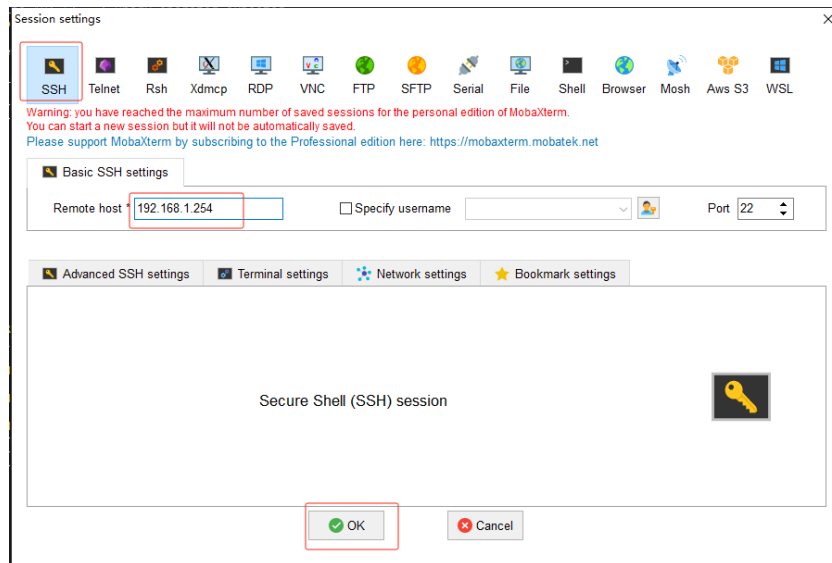 Session settings
SSH Telnet Rsh Xdmcp RDP VNC FTP SFTP Serial File Shell Browser Mosh Aws S3 WSL
Warning: you have reached the maximum number of saved sessions for the personal edition of MobaXterm.
You can start a new session but it will not be automatically saved.
Please support MobaXterm by subscribing to the Professional edition here: https://mobaxterm.mobatek.net
Basic SSH settings
Remote host * 192.168.1.254 Specify username Port 22
Advanced SSH settings Terminal settings Network settings Bookmark settings
Secure Shell (SSH) session
OK Cancel